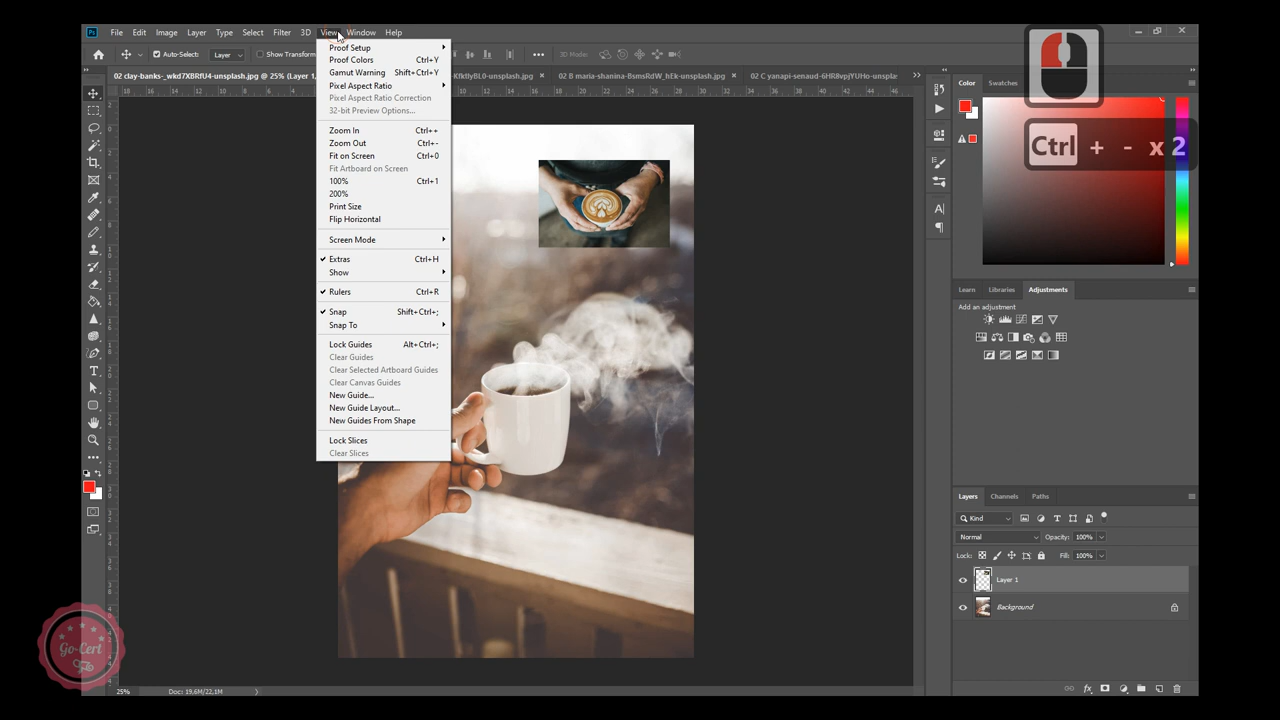 Ps File Edit Image Layer Type Select Filter 3D View Window Help
Auto-Select: Layer Show Transform 3D Mode:
02 clay-banks-_wkd7XBRfU4-unsplash.jpg @ 25% (Layer 1, KfktlyBL0-unsplash.jpg × 02 B maria-shanina-BsmsRdW_hEk-unsplash.jpg × 02 C yanapi-senaud-6HR8vpjYUHo-unsplas
Proof Setup
Proof Colors Ctrl+Y
Gamut Warning Shift+Ctrl+Y
Pixel Aspect Ratio
Pixel Aspect Ratio Correction
32-bit Preview Options...
Zoom In Ctrl++
Zoom Out Ctrl+-
Fit on Screen Ctrl+0
Fit Artboard on Screen
100% Ctrl+1
200%
Print Size
Flip Horizontal
Screen Mode
Extras Ctrl+H
Show
Rulers Ctrl+R
Snap Shift+Ctrl+;
Snap To
Lock Guides Alt+Ctrl+;
Clear Guides
Clear Selected Artboard Guides
Clear Canvas Guides
New Guide...
New Guide Layout...
New Guides From Shape
Lock Slices
Clear Slices
Ctrl + - x 2
Color Swatches
Learn Libraries Adjustments
Add an adjustment
Layers Channels Paths
Kind
Normal Opacity: 100%
Lock: Fill: 100%
Layer 1
Background
Go-Cert
25% Doc: 19,6M/22,1M